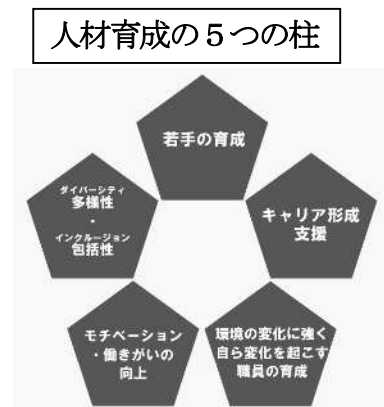 人材育成の５つの柱
若手の育成
ダイバーシティ
多様性
・
インクルージョン
包括性
キャリア形成
支援
モチベーション
・働きがいの
向上
環境の変化に強く
自ら変化を起こす
職員の育成